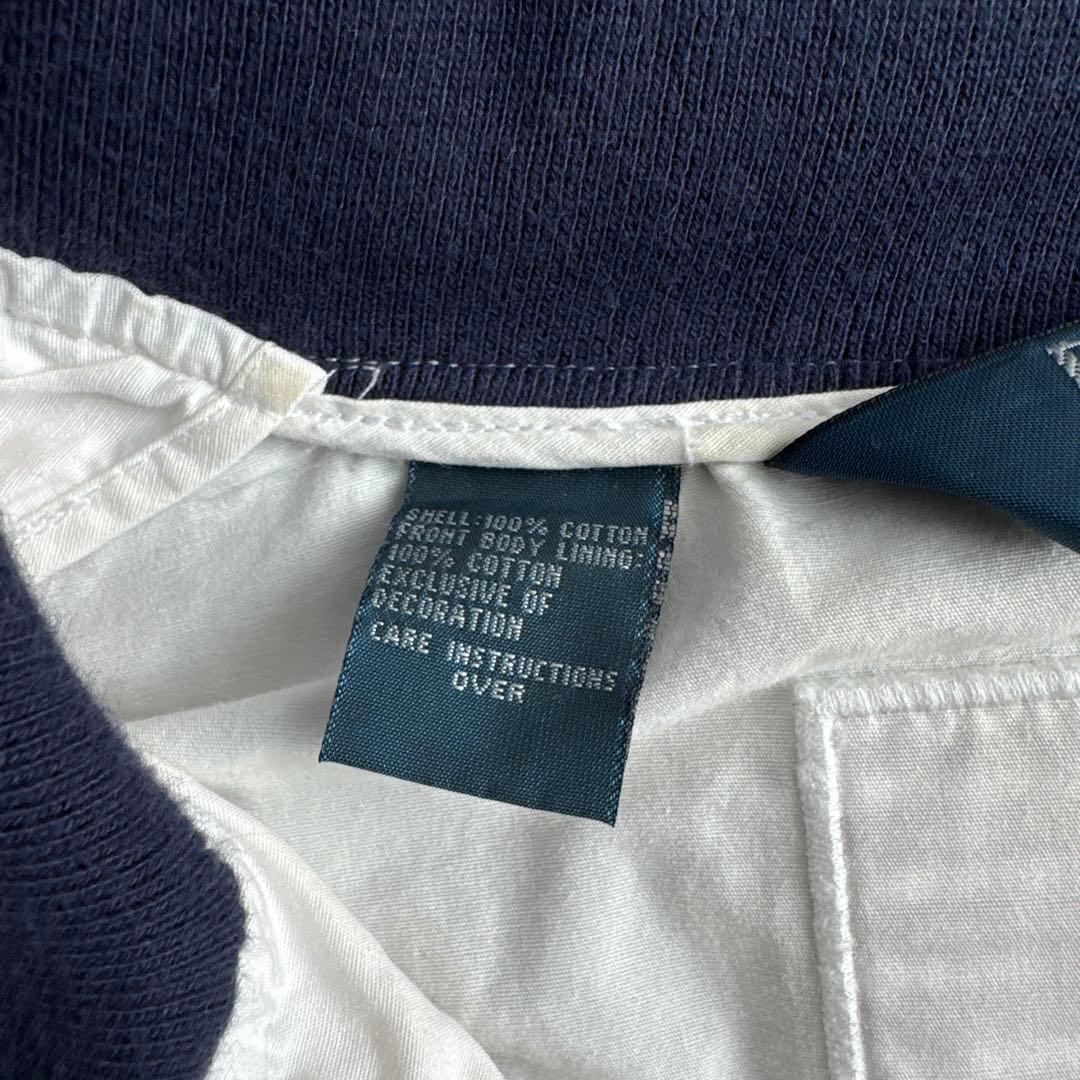 SHELL:100% COTTON
FRONT BODY LINING:
100% COTTON
EXCLUSIVE OF
DECORATION
CARE INSTRUCTIONS
OVER